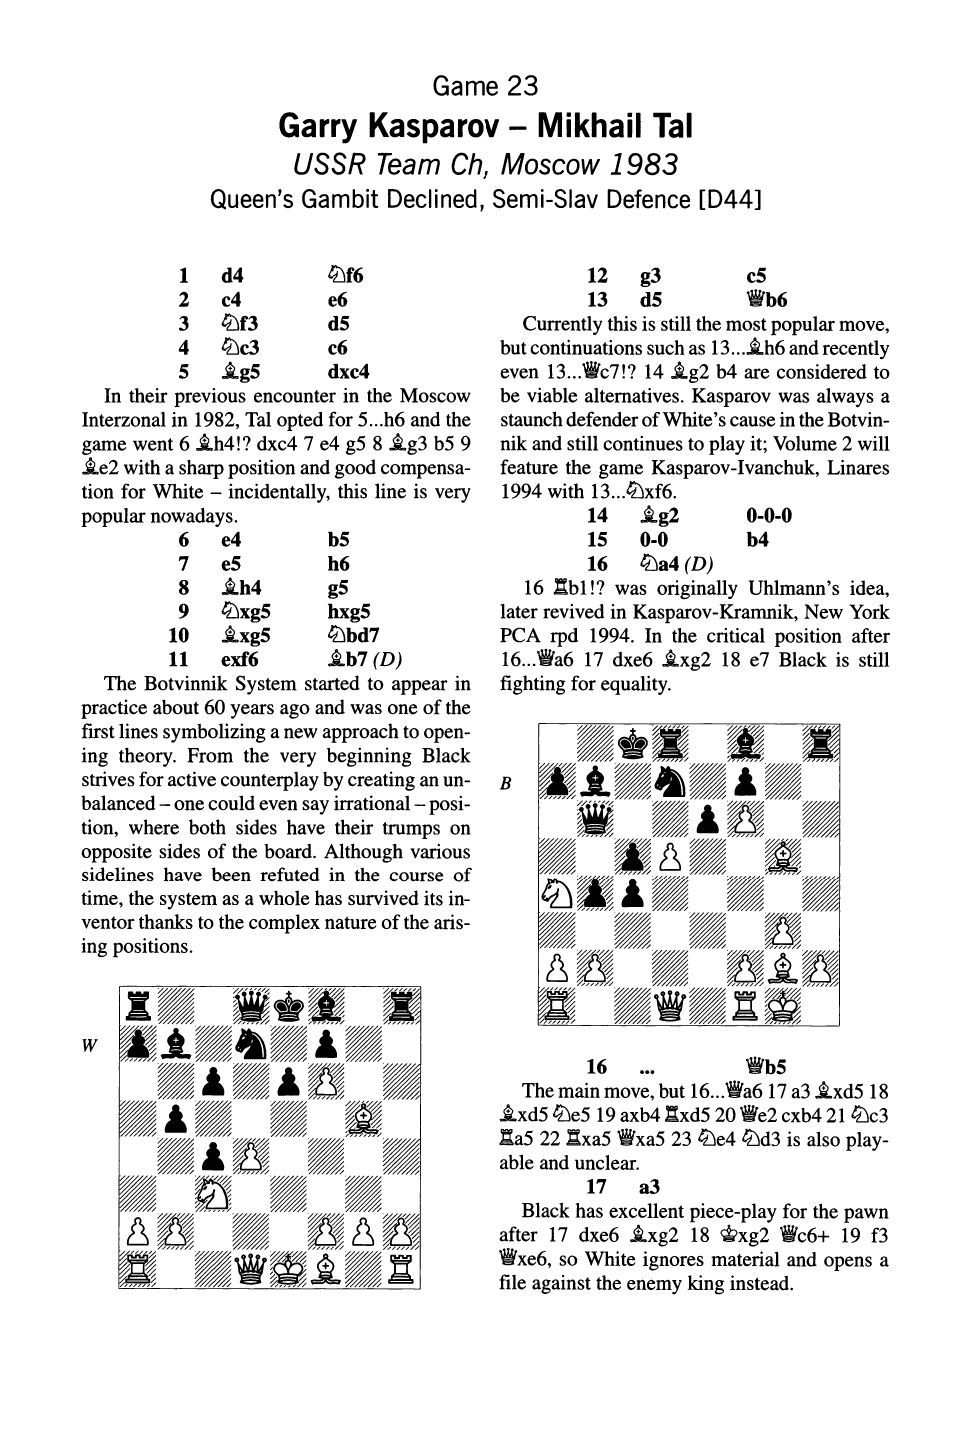 Game 23
Garry Kasparov – Mikhail Tal
USSR Team Ch, Moscow 1983
Queen's Gambit Declined, Semi-Slav Defence [D44]
1 d4 ♘f6
2 c4 e6
3 ♘f3 d5
4 ♘c3 c6
5 ♗g5 dxc4
In their previous encounter in the Moscow
Interzonal in 1982, Tal opted for 5...h6 and the
game went 6 ♗h4!? dxc4 7 e4 g5 8 ♗g3 b5 9
♗e2 with a sharp position and good compensa-
tion for White – incidentally, this line is very
popular nowadays.
6 e4 b5
7 e5 h6
8 ♗h4 g5
9 ♘xg5 hxg5
10 ♗xg5 ♘bd7
11 exf6 ♗b7 (D)
The Botvinnik System started to appear in
practice about 60 years ago and was one of the
first lines symbolizing a new approach to open-
ing theory. From the very beginning Black
strives for active counterplay by creating an un-
balanced – one could even say irrational – posi-
tion, where both sides have their trumps on
opposite sides of the board. Although various
sidelines have been refuted in the course of
time, the system as a whole has survived its in-
ventor thanks to the complex nature of the aris-
ing positions.
W
12 g3 c5
13 d5 ♕b6
Currently this is still the most popular move,
but continuations such as 13...♗h6 and recently
even 13...♕c7!? 14 ♗g2 b4 are considered to
be viable alternatives. Kasparov was always a
staunch defender of White's cause in the Botvin-
nik and still continues to play it; Volume 2 will
feature the game Kasparov-Ivanchuk, Linares
1994 with 13...♘xf6.
14 ♗g2 0-0-0
15 0-0 b4
16 ♘a4 (D)
16 ♖b1!? was originally Uhlmann's idea,
later revived in Kasparov-Kramnik, New York
PCA rpd 1994. In the critical position after
16...♕a6 17 dxe6 ♗xg2 18 e7 Black is still
fighting for equality.
B
16 ... ♕b5
The main move, but 16...♕a6 17 a3 ♗xd5 18
♗xd5 ♘e5 19 axb4 ♖xd5 20 ♕e2 cxb4 21 ♘c3
♖a5 22 ♖xa5 ♕xa5 23 ♘e4 ♘d3 is also play-
able and unclear.
17 a3
Black has excellent piece-play for the pawn
after 17 dxe6 ♗xg2 18 ♔xg2 ♕c6+ 19 f3
♕xe6, so White ignores material and opens a
file against the enemy king instead.